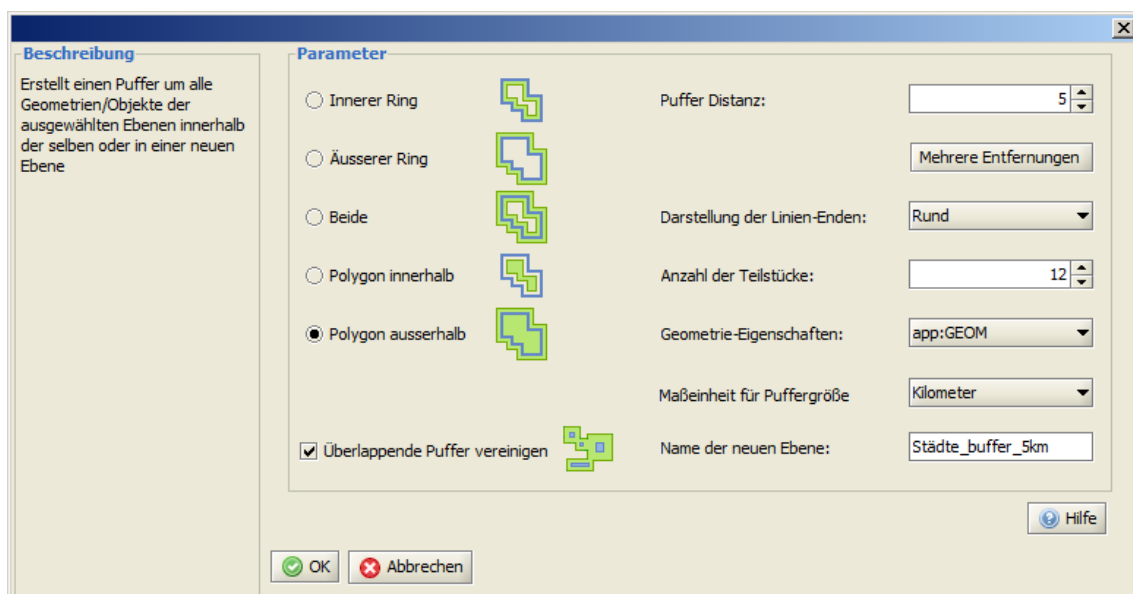 Beschreibung
Erstellt einen Puffer um alle
Geometrien/Objekte der
ausgewählten Ebenen innerhalb
der selben oder in einer neuen
Ebene
Parameter
Innerer Ring
Puffer Distanz:
5
Äusserer Ring
Mehrere Entfernungen
Beide
Darstellung der Linien-Enden:
Rund
Polygon innerhalb
Anzahl der Teilstücke:
12
Polygon ausserhalb
Geometrie-Eigenschaften:
app:GEOM
Maßeinheit für Puffergröße
Kilometer
Überlappende Puffer vereinigen
Name der neuen Ebene:
Städte_buffer_5km
Hilfe
OK
Abbrechen